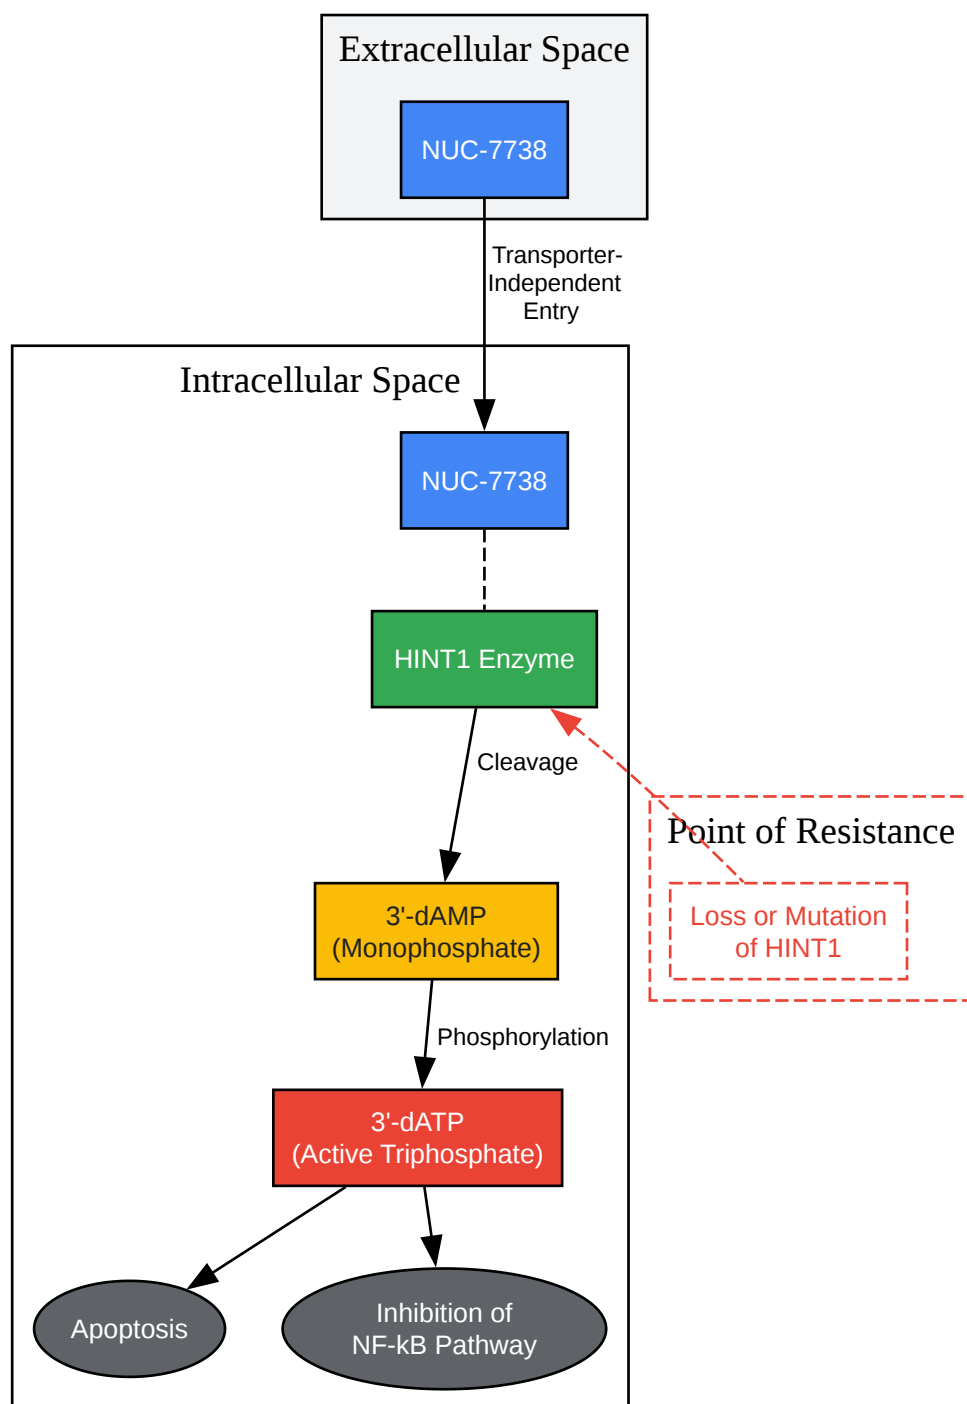 Extracellular Space
NUC-7738
Transporter-
Independent
Entry
Intracellular Space
NUC-7738
HINT1 Enzyme
Cleavage
Point of Resistance
Loss or Mutation
of HINT1
3'-dAMP
(Monophosphate)
Phosphorylation
3'-dATP
(Active Triphosphate)
Apoptosis
Inhibition of
NF-kB Pathway